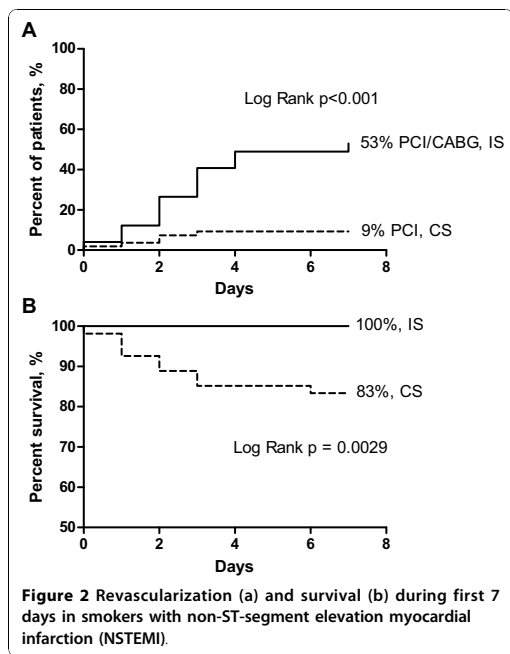 A
Percent of patients, %
100
80
60
40
20
0
Log Rank p<0.001
53% PCI/CABG, IS
9% PCI, CS
0 2 4 6 8
Days
B
Percent survival, %
100
90
80
70
60
50
100%, IS
83%, CS
Log Rank p = 0.0029
0 2 4 6 8
Days
Figure 2 Revascularization (a) and survival (b) during first 7
days in smokers with non-ST-segment elevation myocardial
infarction (NSTEMI).